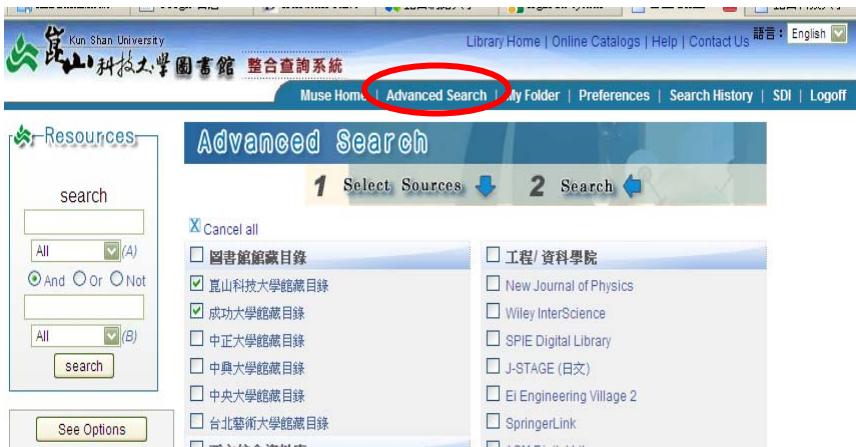 Kun Shan University
崑山科技大學 圖書館 整合查詢系統
Library Home | Online Catalogs | Help | Contact Us
語言： English
Muse Home | Advanced Search | My Folder | Preferences | Search History | SDI | Logoff
Resources
search
All (A)
And Or Not
All (B)
search
See Options
Advanced Search
1 Select Sources 2 Search
X Cancel all
圖書館館藏目錄
崑山科技大學館藏目錄
成功大學館藏目錄
中正大學館藏目錄
中興大學館藏目錄
中央大學館藏目錄
台北藝術大學館藏目錄
工程/ 資科學院
New Journal of Physics
Wiley InterScience
SPIE Digital Library
J-STAGE (日文)
Ei Engineering Village 2
SpringerLink